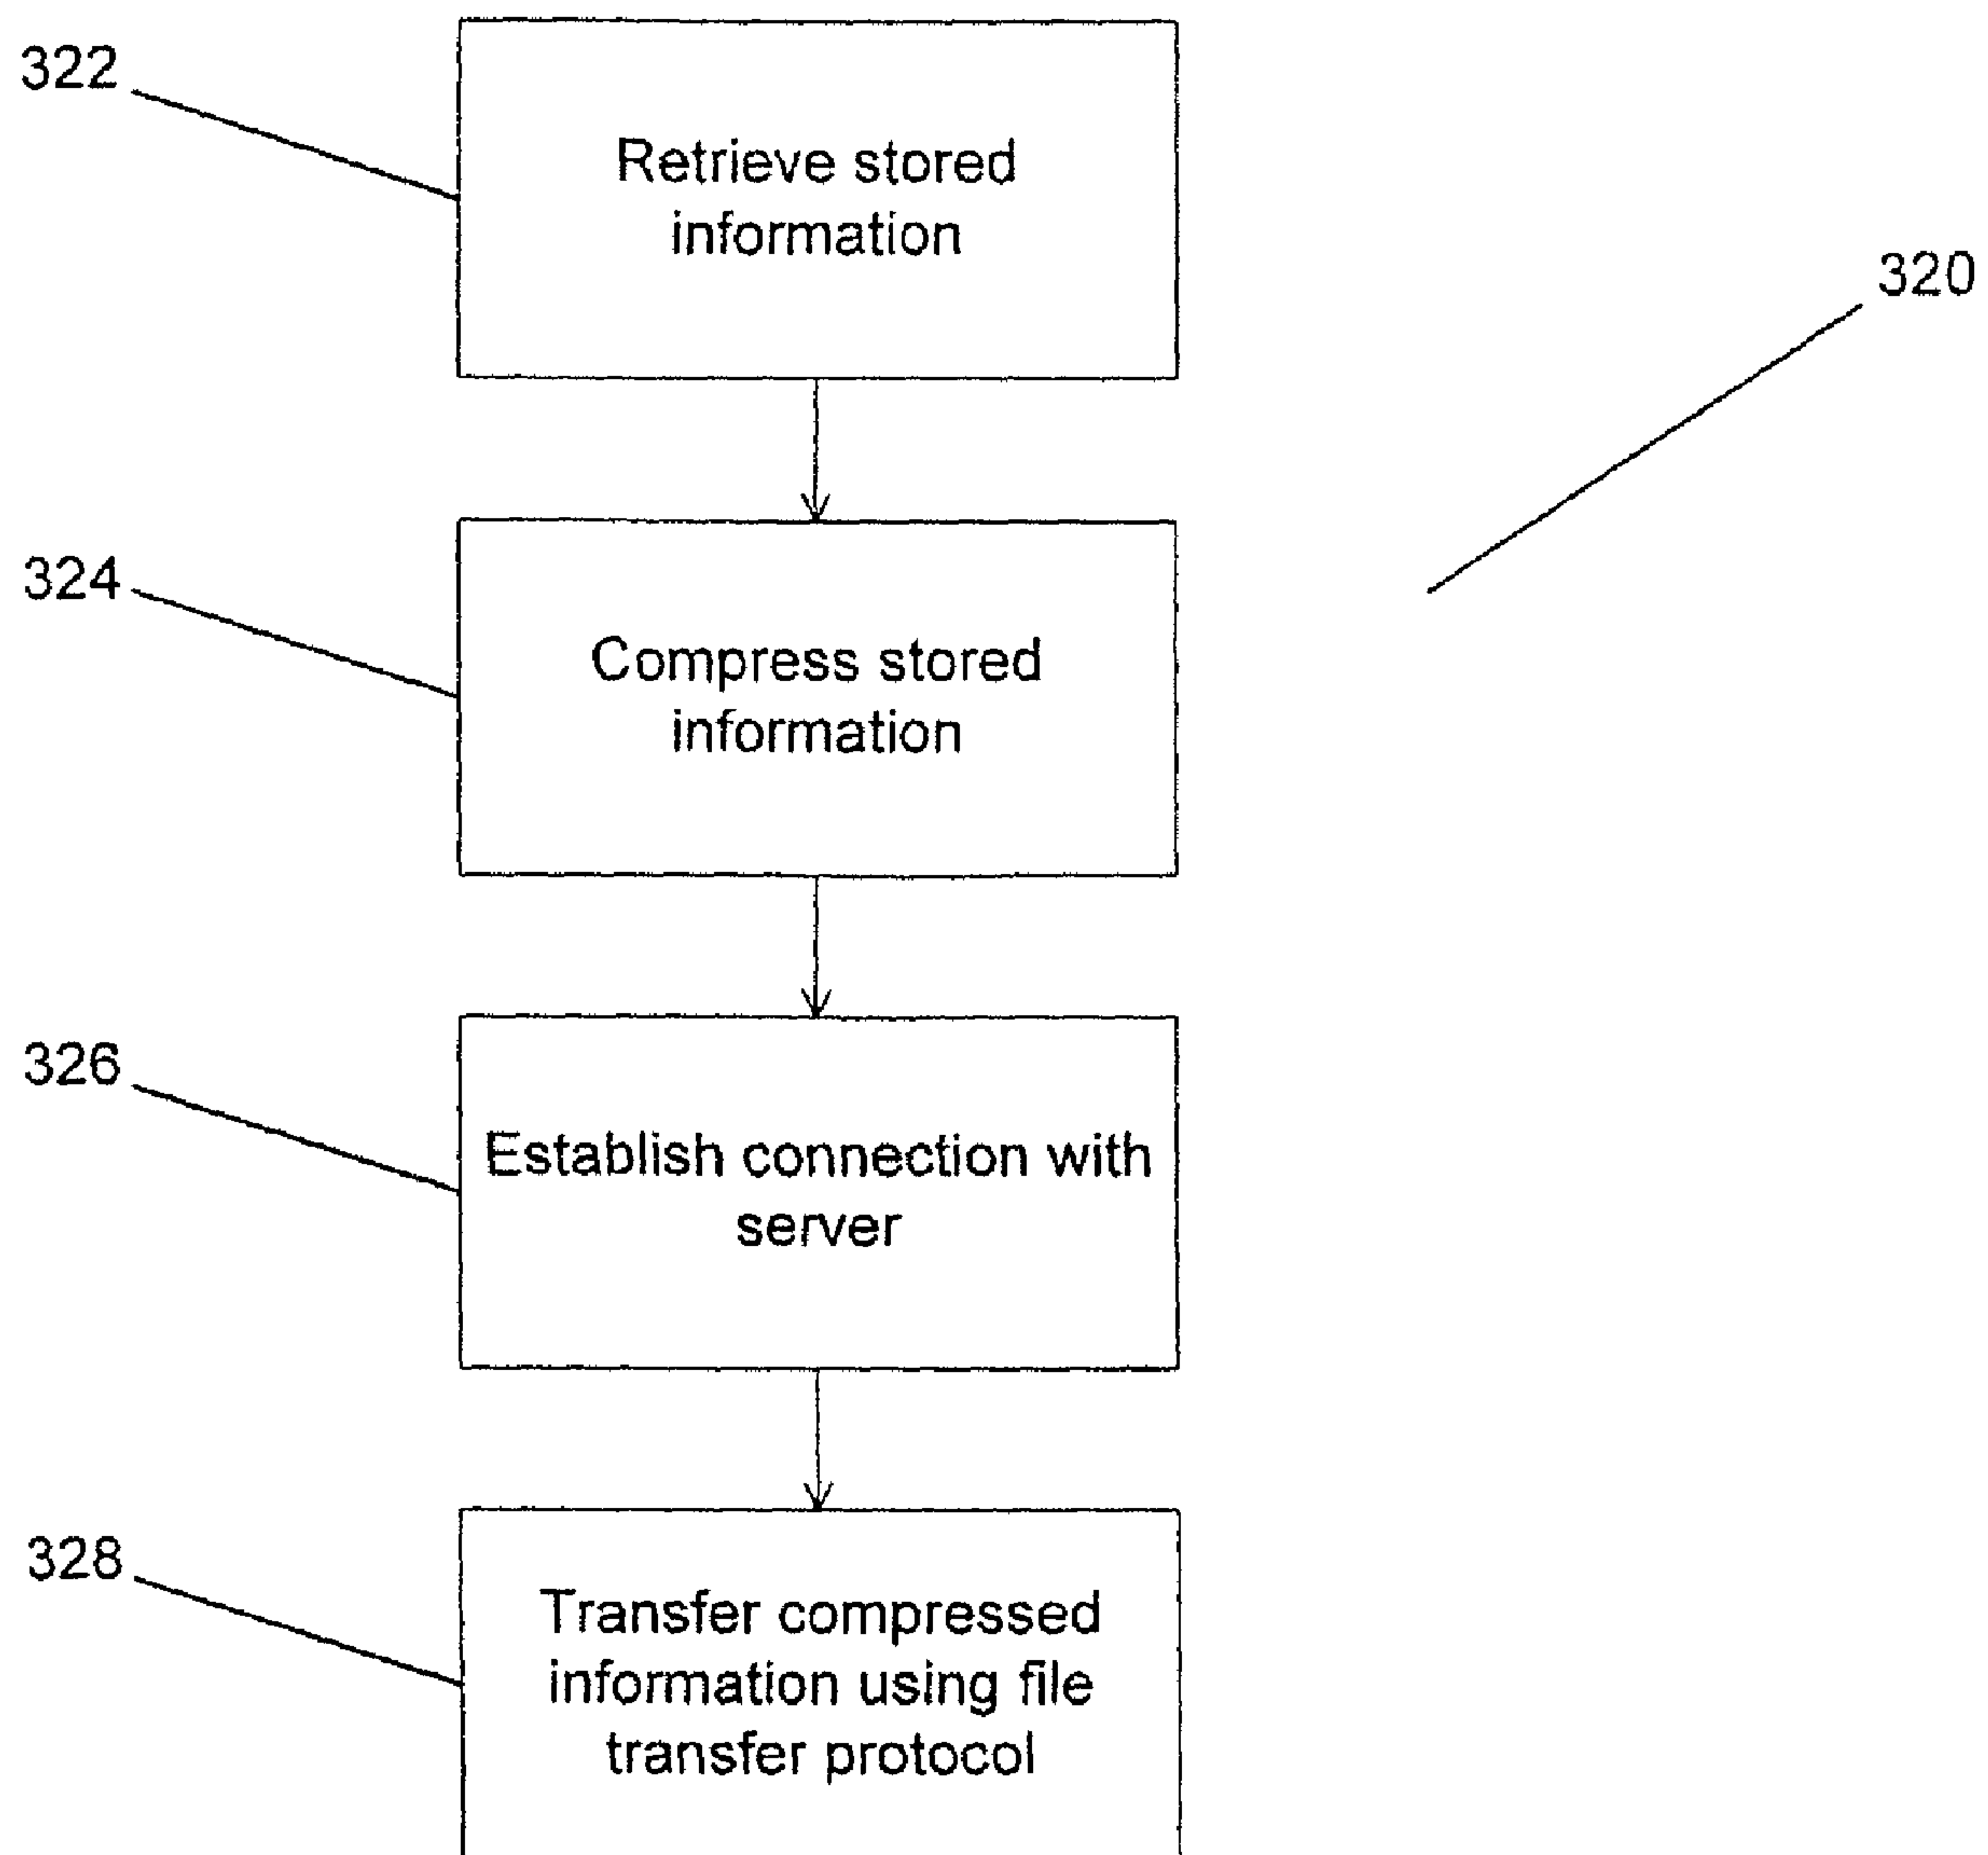 322
Retrieve stored
information
320
324
Compress stored
information
326
Establish connection with
server
328
Transfer compressed
information using file
transfer protocol